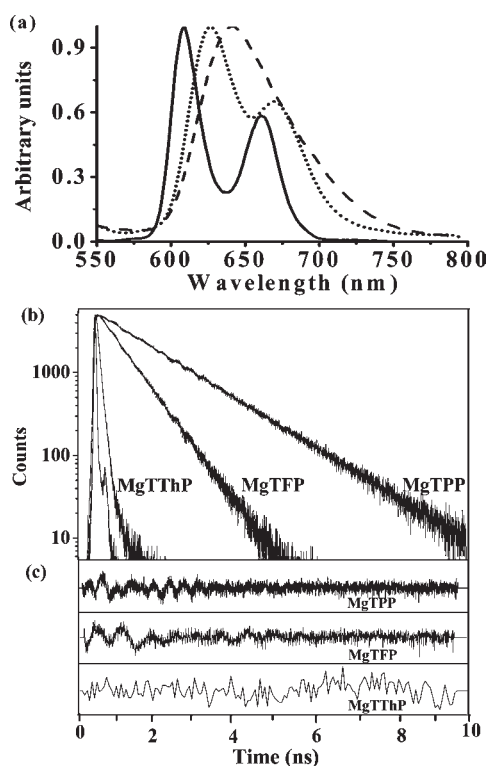 (a)
0.9
0.6
0.3
0.0
Arbitrary units
550 600 650 700 750 800
Wavelength (nm)
(b)
1000
100
10
Counts
MgTThP MgTFP MgTPP
(c)
MgTPP
MgTFP
MgTThP
0 2 4 6 8 10
Time (ns)